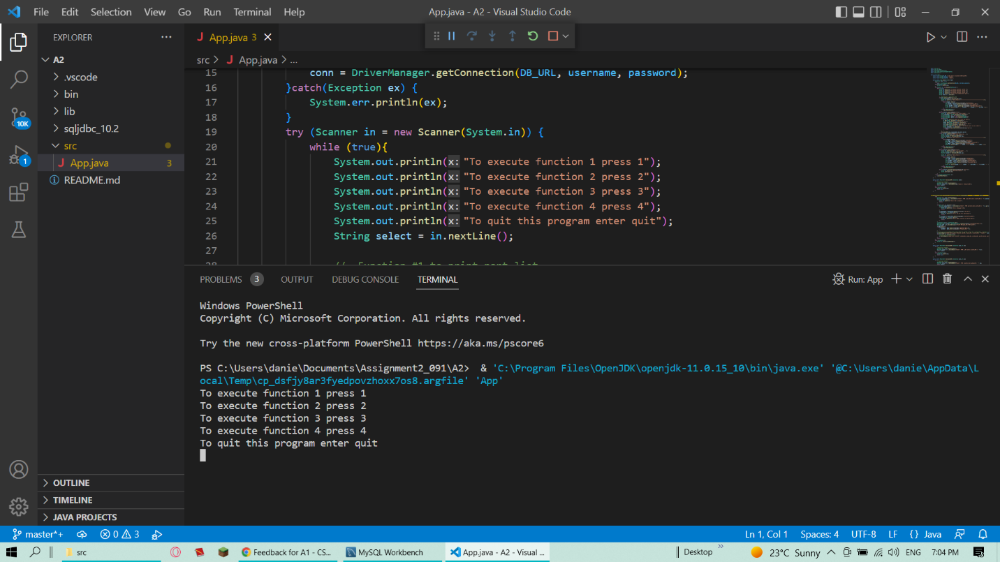 File Edit Selection View Go Run Terminal Help App.java - A2 - Visual Studio Code
EXPLORER
A2
.vscode
bin
lib
sqljdbc_10.2
src
App.java 3
README.md
OUTLINE
TIMELINE
JAVA PROJECTS
10K
1
App.java 3
src > App.java > ...
15 conn = DriverManager.getConnection(DB_URL, username, password);
16 }catch(Exception ex) {
17 System.err.println(ex);
18 }
19 try (Scanner in = new Scanner(System.in)) {
20 while (true){
21 System.out.println(x: "To execute function 1 press 1");
22 System.out.println(x: "To execute function 2 press 2");
23 System.out.println(x: "To execute function 3 press 3");
24 System.out.println(x: "To execute function 4 press 4");
25 System.out.println(x: "To quit this program enter quit");
26 String select = in.nextLine();
27
PROBLEMS 3 OUTPUT DEBUG CONSOLE TERMINAL Run: App
Windows PowerShell
Copyright (C) Microsoft Corporation. All rights reserved.
Try the new cross-platform PowerShell https://aka.ms/pscore6
PS C:\Users\danie\Documents\Assignment2_091\A2> & 'C:\Program Files\OpenJDK\openjdk-11.0.15_10\bin\java.exe' '@C:\Users\danie\AppData\L
ocal\Temp\cp_dsfjy8ar3fyedpovzhoxx7os8.argfile' 'App'
To execute function 1 press 1
To execute function 2 press 2
To execute function 3 press 3
To execute function 4 press 4
To quit this program enter quit
master*+ 0 3 Ln 1, Col 1 Spaces: 4 UTF-8 LF {} Java
src Feedback for A1 - CS... MySQL Workbench App.java - A2 - Visual ... Desktop 23°C Sunny ENG 7:04 PM